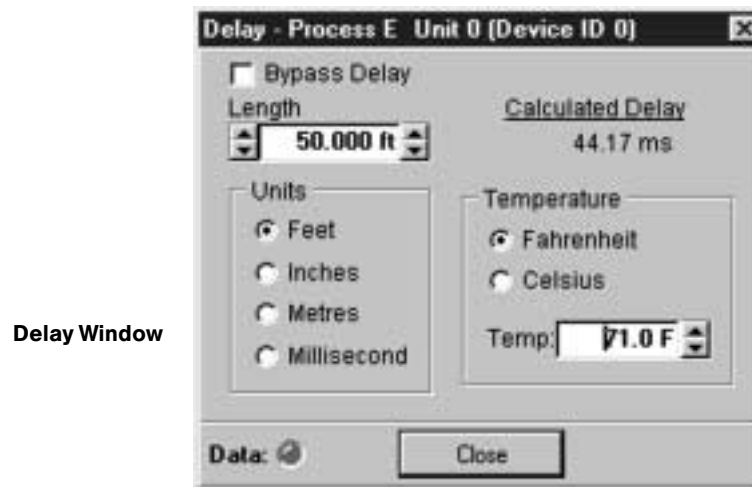 Delay - Process E Unit 0 (Device ID 0)
Bypass Delay
Length
50.000 ft
Calculated Delay
44.17 ms
Units
Feet
Inches
Metres
Millisecond
Temperature
Fahrenheit
Celsius
Temp: 71.0 F
Delay Window
Data:
Close